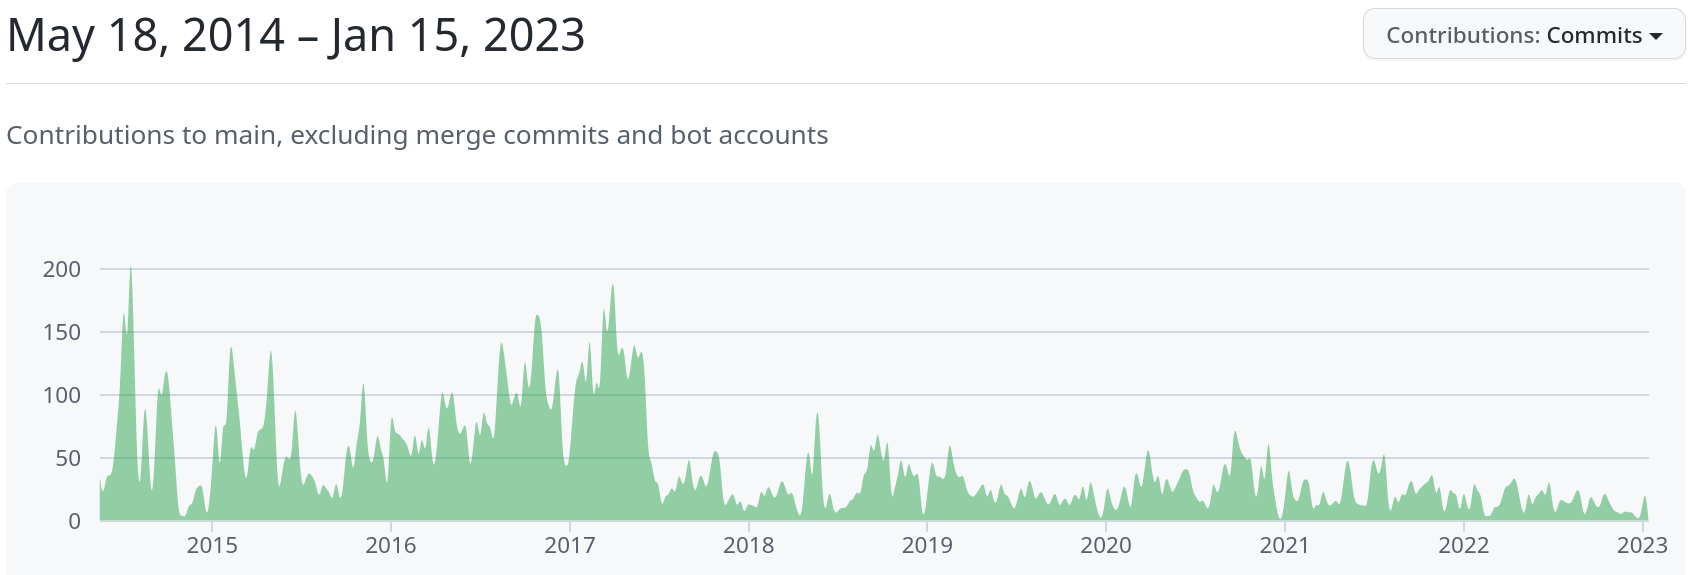 May 18, 2014 – Jan 15, 2023
Contributions: Commits
Contributions to main, excluding merge commits and bot accounts
200
150
100
50
0
2015 2016 2017 2018 2019 2020 2021 2022 2023